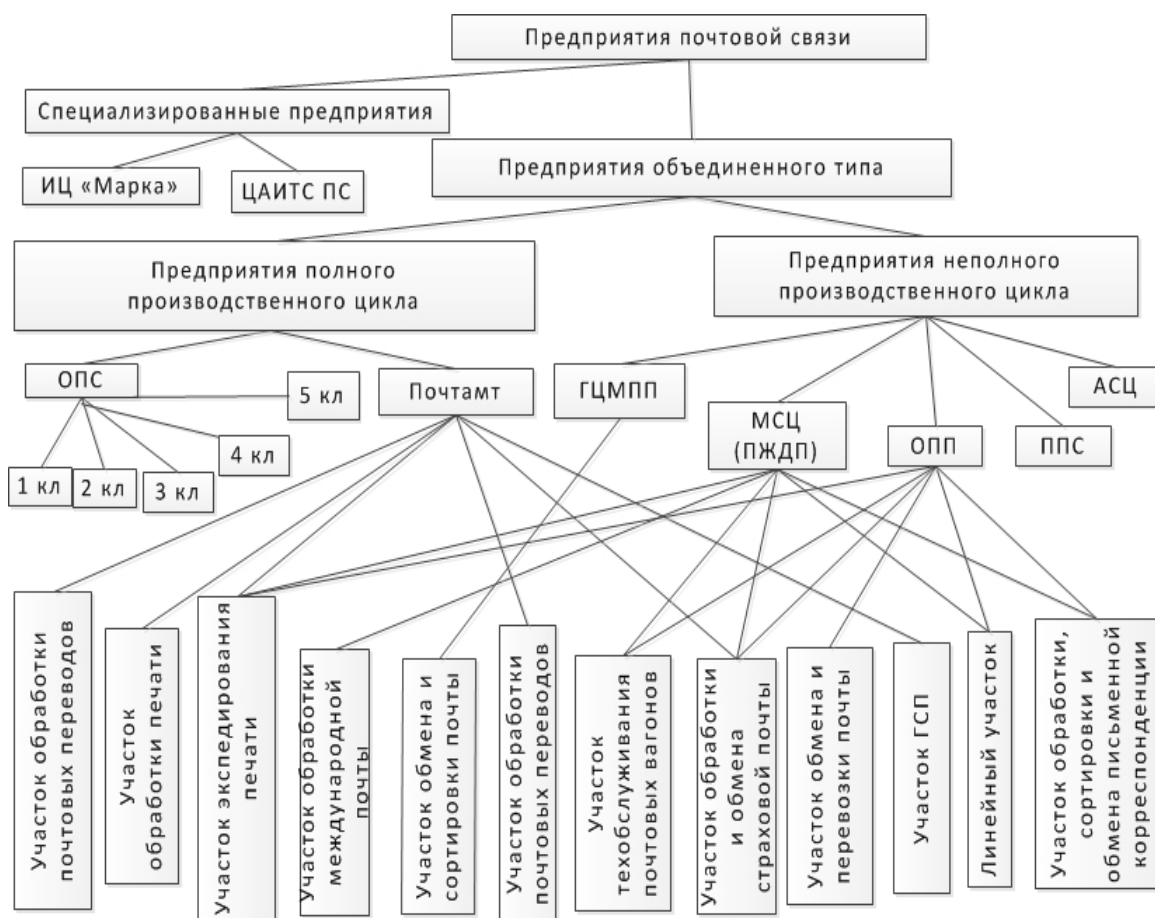 Предприятия почтовой связи
Специализированные предприятия
Предприятия объединенного типа
ИЦ «Марка»
ЦАИТС ПС
Предприятия полного
производственного цикла
Предприятия неполного
производственного цикла
ОПС
5 кл
Почтамт
ГЦМПП
АСЦ
МСЦ
(ПЖДП)
ОПП
ППС
4 кл
1 кл
2 кл
3 кл
Участок обработки
почтовых переводов
Участок
обработки печати
Участок экспедирования
печати
Участок обработки
международной
почты
Участок обмена и
сортировки почты
Участок обработки
почтовых переводов
Участок
техобслуживания
почтовых вагонов
Участок обработки
и обмена
страховой почты
Участок обмена и
перевозки почты
Участок ГСП
Линейный участок
Участок обработки,
сортировки и
обмена письменной
корреспонденции